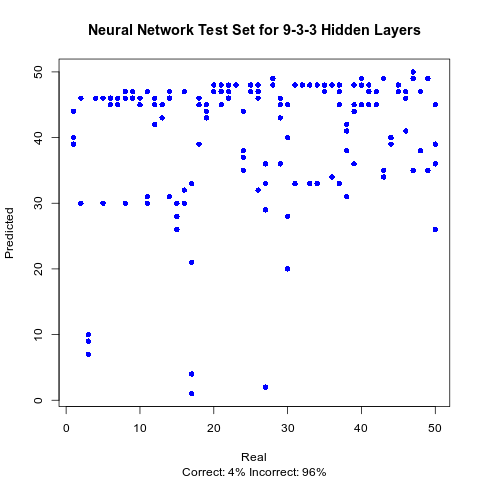 Neural Network Test Set for 9-3-3 Hidden Layers
Predicted
50
40
30
20
10
0
0 10 20 30 40 50
Real
Correct: 4% Incorrect: 96%